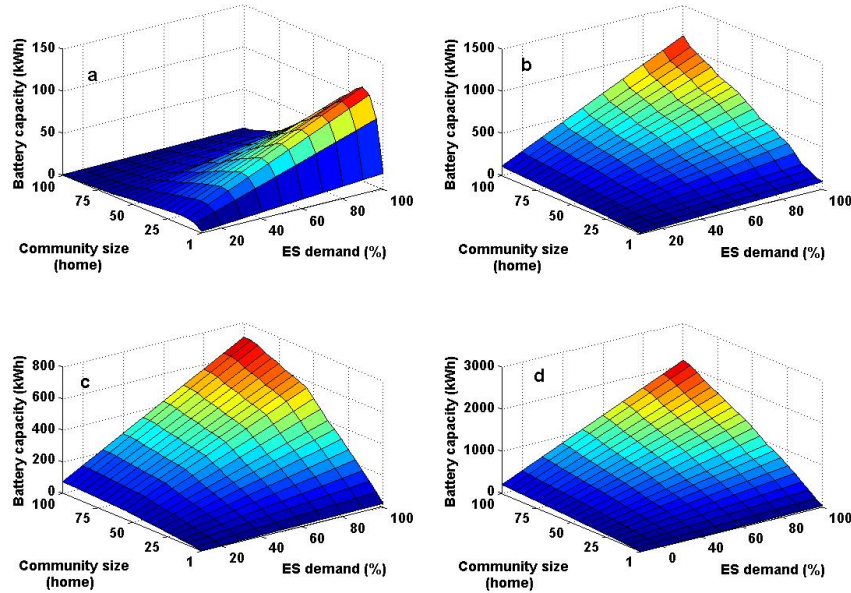 a
Battery capacity (kWh)
150
100
50
0
100
75
50
25
1
Community size
(home)
20
40
60
80
100
ES demand (%)
b
Battery capacity (kWh)
1500
1000
500
0
100
75
50
25
1
Community size
(home)
20
40
60
80
100
ES demand (%)
c
Battery capacity (kWh)
800
600
400
200
0
100
75
50
25
1
Community size
(home)
20
40
60
80
100
ES demand (%)
d
Battery capacity (kWh)
3000
2000
1000
0
100
75
50
25
1
Community size
(home)
0
40
60
80
100
ES demand (%)